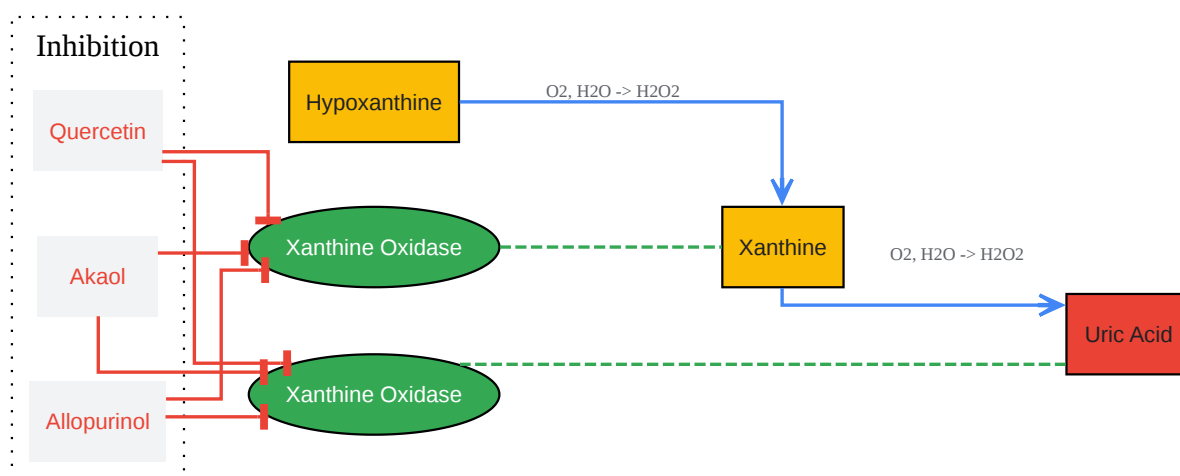 Inhibition
Quercetin
Hypoxanthine
O2, H2O -> H2O2
Akaol
Xanthine Oxidase
Xanthine
O2, H2O -> H2O2
Uric Acid
Allopurinol
Xanthine Oxidase